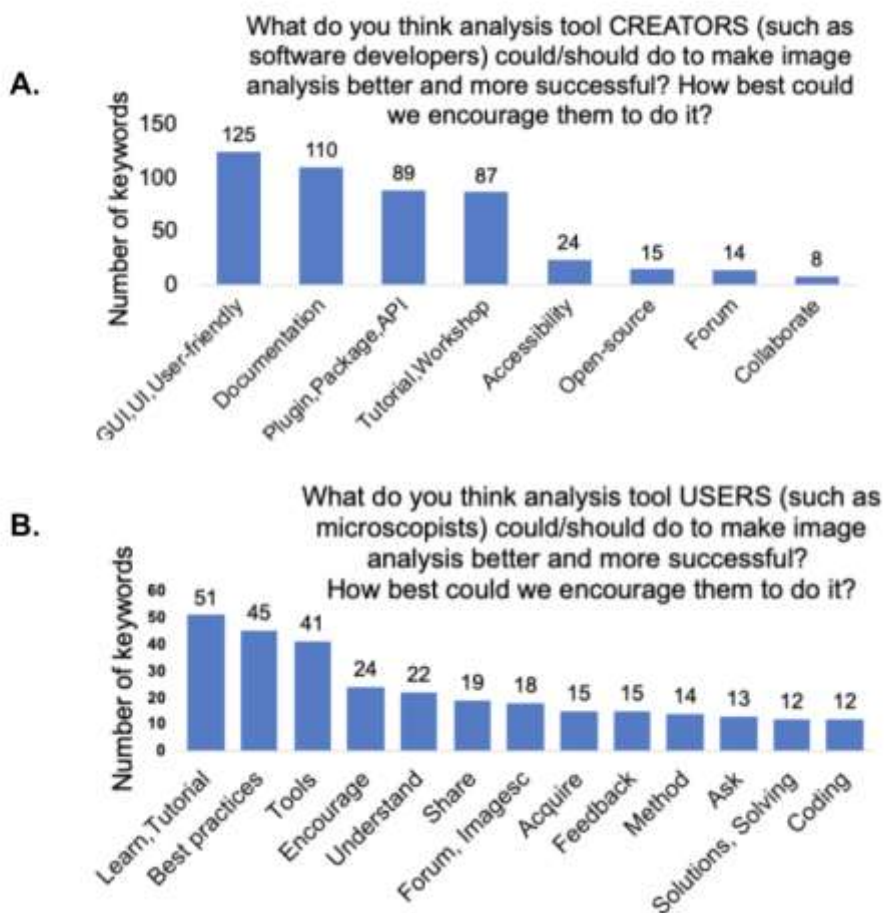 A.
What do you think analysis tool CREATORS (such as
software developers) could/should do to make image
analysis better and more successful? How best could
we encourage them to do it?
Number of keywords
150
100
50
0
125
110
89
87
24
15
14
8
GUI,UI,User-friendly
Documentation
Plugin,Package,API
Tutorial,Workshop
Accessibility
Open-source
Forum
Collaborate
B.
What do you think analysis tool USERS (such as
microscopists) could/should do to make image
analysis better and more successful?
How best could we encourage them to do it?
Number of keywords
60
50
40
30
20
10
0
51
45
41
24
22
19
18
15
15
14
13
12
12
Learn,Tutorial
Best practices
Tools
Encourage
Understand
Share
Forum, Imagesc
Acquire
Feedback
Method
Ask
Solutions, Solving
Coding